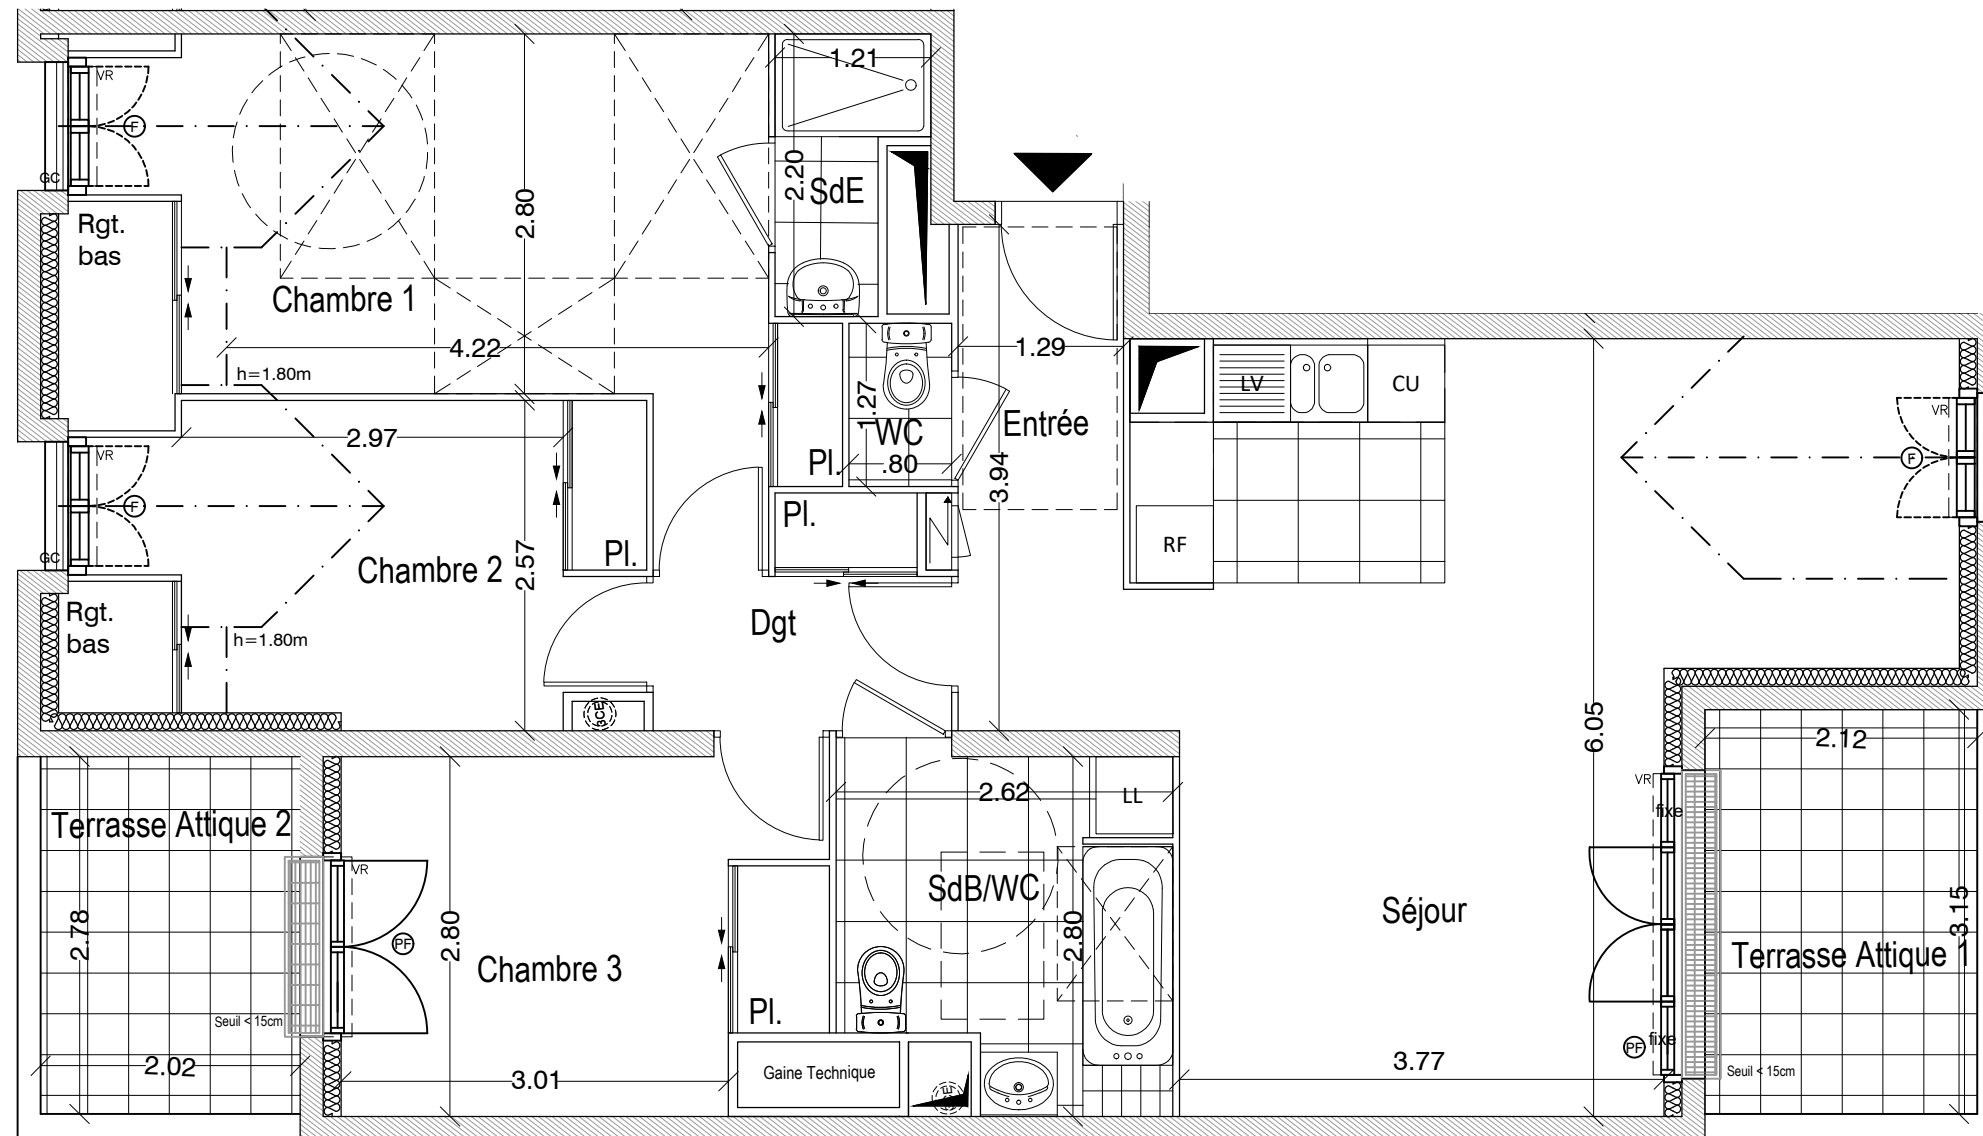 1.21
VR
F
GC
Rgt.
bas
2.80
2.20
SdE
Chambre 1
4.22
1.29
h=1.80m
LV
CU
VR
2.97
1.27
WC
Entrée
.80
Pl.
VR
F
F
3.94
Pl.
RF
GC
Chambre 2
2.57
Pl.
Rgt.
bas
h=1.80m
Dgt
6.05
2.12
VR
fixe
2.62
LL
Terrasse Attique 2
VR
SdB/WC
2.78
2.80
PF
2.80
Séjour
3.15
Chambre 3
Terrasse Attique 1
Pl.
Seuil < 15cm
PF
fixe
2.02
3.01
Gaine Technique
3.77
Seuil < 15cm